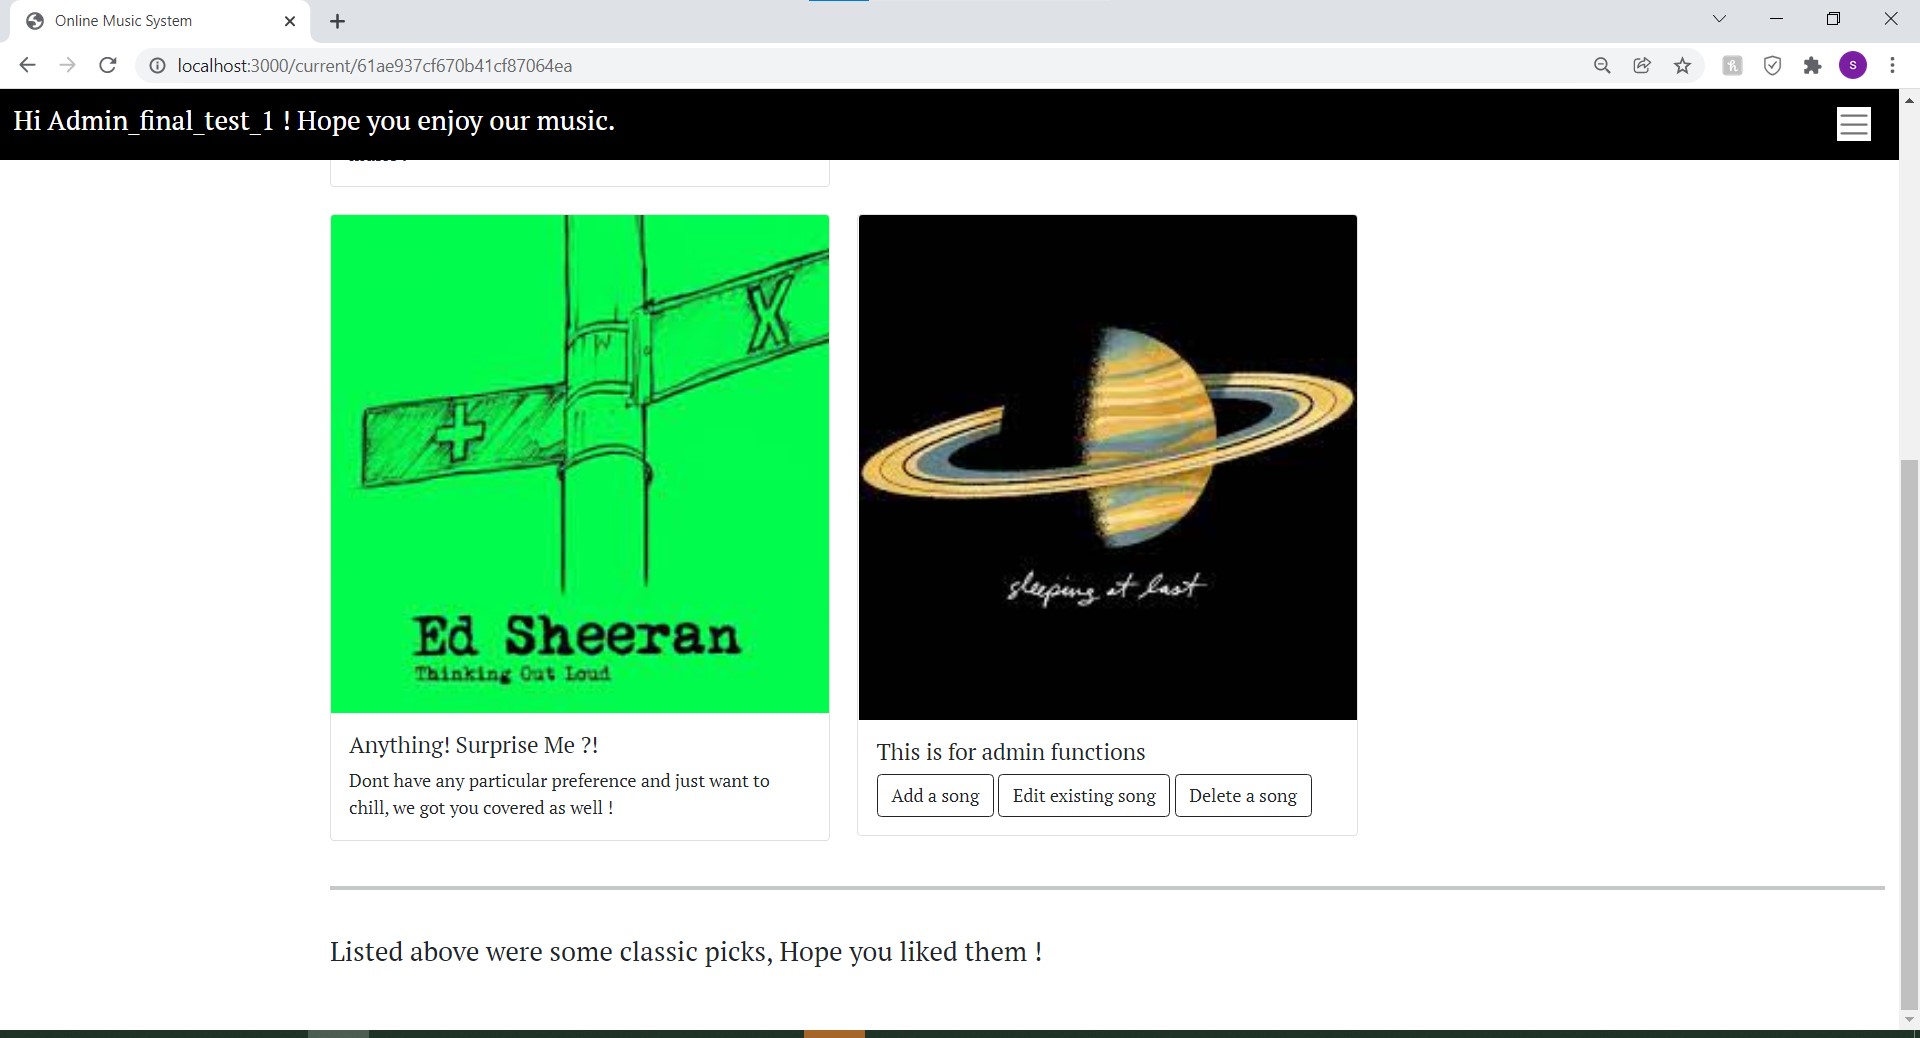 Online Music System
localhost:3000/current/61ae937cf670b41cf87064ea
S
Hi Admin_final_test_1 ! Hope you enjoy our music.
X
+
Ed Sheeran
Thinking Out Loud
sleeping at last
Anything! Surprise Me ?!
Dont have any particular preference and just want to
chill, we got you covered as well !
This is for admin functions
Add a song Edit existing song Delete a song
Listed above were some classic picks, Hope you liked them !